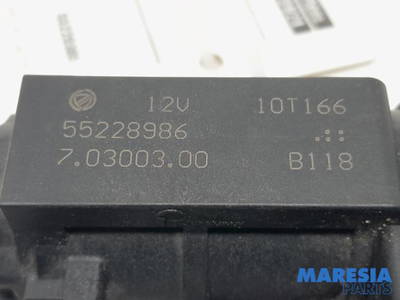 12V 10T166
55228986
7.03003.00 B118
MARESIA
PARTS